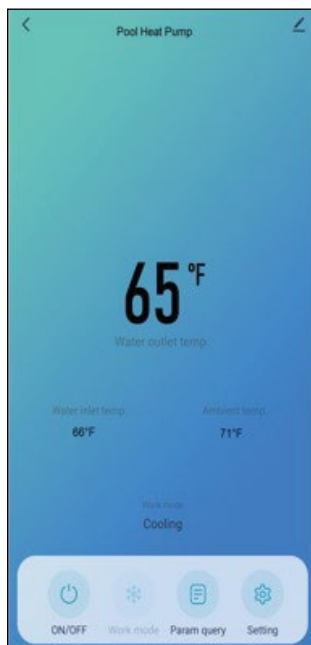 Pool Heat Pump
65°F
Water outlet temp.
Water inlet temp.
Ambient temp.
66°F
71°F
Work mode
Cooling
ON/OFF
Work mode
Param query
Setting